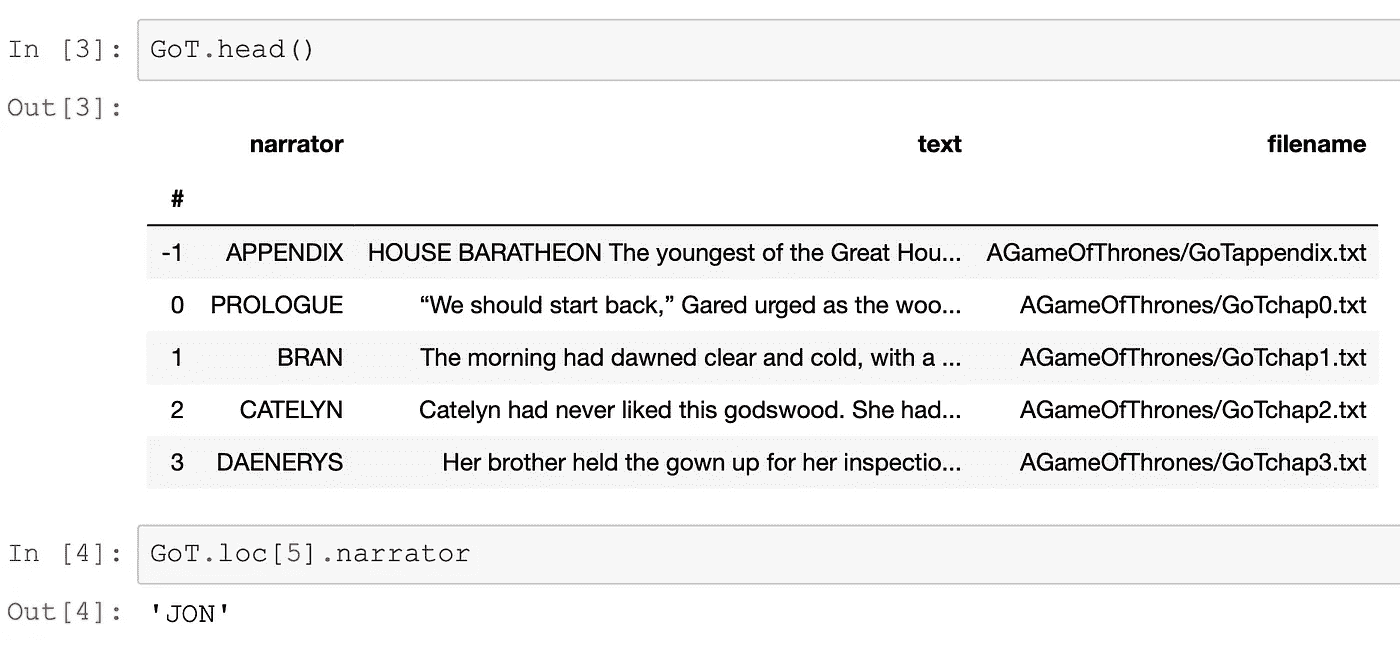 In [3]: GoT.head()
Out[3]:
narrator text filename
#
-1 APPENDIX HOUSE BARATHEON The youngest of the Great Hou... AGameOfThrones/GoTappendix.txt
0 PROLOGUE “We should start back,” Gared urged as the woo... AGameOfThrones/GoTchap0.txt
1 BRAN The morning had dawned clear and cold, with a ... AGameOfThrones/GoTchap1.txt
2 CATELYN Catelyn had never liked this godswood. She had... AGameOfThrones/GoTchap2.txt
3 DAENERYS Her brother held the gown up for her inspectio... AGameOfThrones/GoTchap3.txt
In [4]: GoT.loc[5].narrator
Out[4]: 'JON'